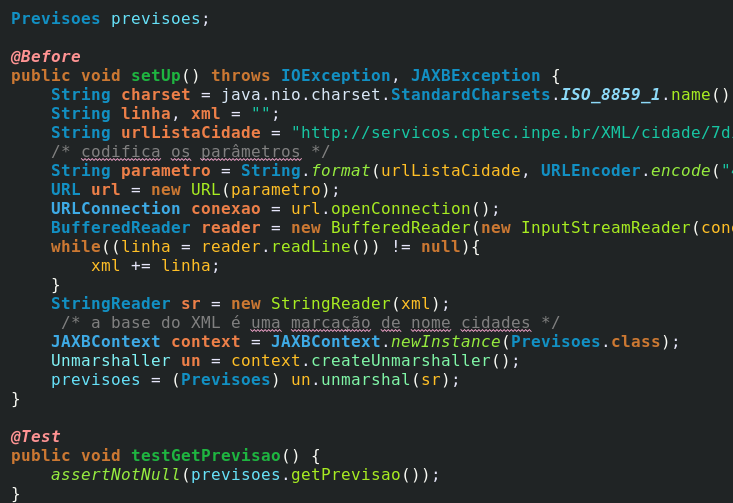 Previsoes previsoes;
@Before
public void setUp() throws IOException, JAXBException {
String charset = java.nio.charset.StandardCharsets.ISO_8859_1.name()
String linha, xml = "";
String urlListaCidade = "http://servicos.cptec.inpe.br/XML/cidade/7d
/* codifica os parâmetros */
String parametro = String.format(urlListaCidade, URLEncoder.encode("
URL url = new URL(parametro);
URLConnection conexao = url.openConnection();
BufferedReader reader = new BufferedReader(new InputStreamReader(con
while((linha = reader.readLine()) != null){
xml += linha;
}
StringReader sr = new StringReader(xml);
/* a base do XML é uma marcação de nome cidades */
JAXBContext context = JAXBContext.newInstance(Previsoes.class);
Unmarshaller un = context.createUnmarshaller();
previsoes = (Previsoes) un.unmarshal(sr);
}
@Test
public void testGetPrevisao() {
assertNotNull(previsoes.getPrevisao());
}